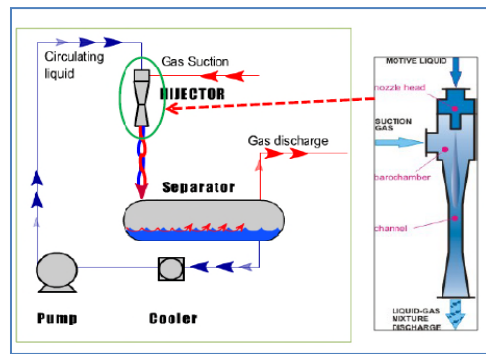 Circulating
liquid
Gas Suction
EJECTOR
Gas discharge
Separator
Pump
Cooler
MOTIVE LIQUID
nozzle head
SUCTION
GAS
barochamber
channel
LIQUID-GAS
MIXTURE
DISCHARGE